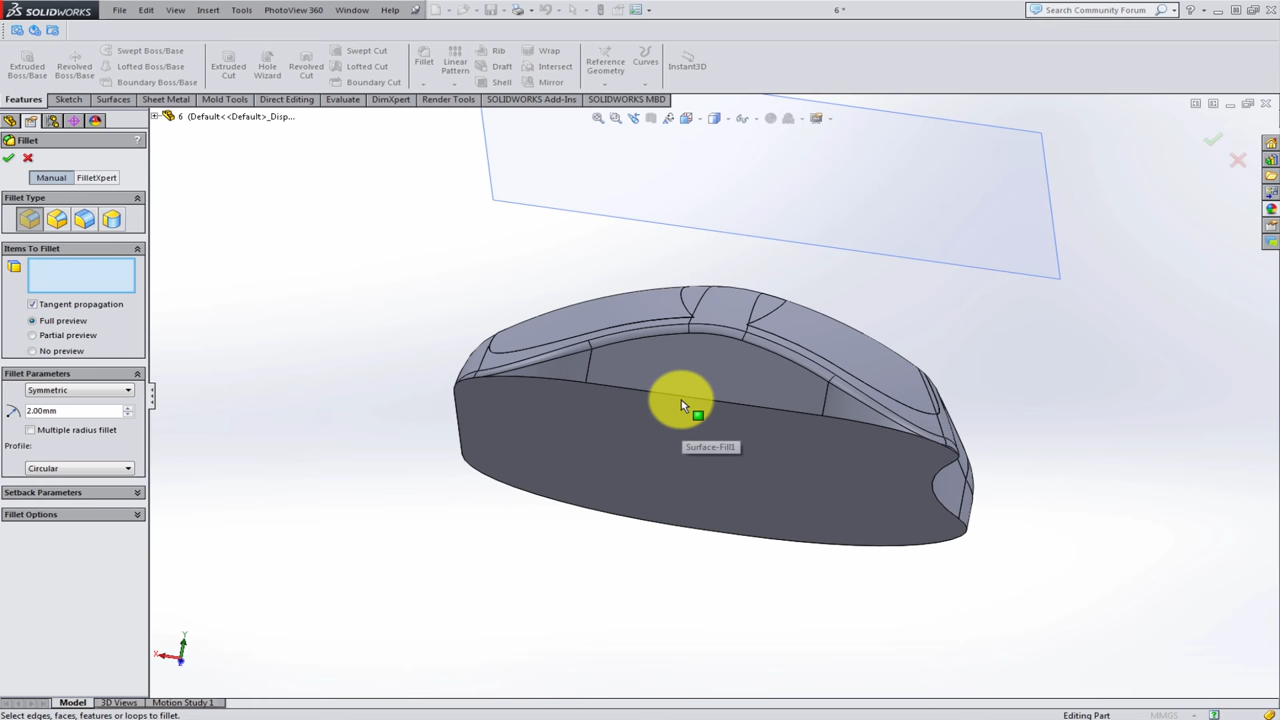 SOLIDWORKS
File Edit View Insert Tools PhotoView 360 Window Help
6 *
Search Community Forum
Extruded Boss/Base
Revolved Boss/Base
Swept Boss/Base
Lofted Boss/Base
Boundary Boss/Base
Extruded Cut
Hole Wizard
Revolved Cut
Swept Cut
Lofted Cut
Boundary Cut
Fillet
Linear Pattern
Rib
Draft
Shell
Wrap
Intersect
Mirror
Reference Geometry
Curves
Instant3D
Features Sketch Surfaces Sheet Metal Mold Tools Direct Editing Evaluate DimXpert Render Tools SOLIDWORKS Add-Ins SOLIDWORKS MBD
6 (Default<<Default>_Disp...
Fillet
Manual FilletXpert
Fillet Type
Items To Fillet
Tangent propagation
Full preview
Partial preview
No preview
Fillet Parameters
Symmetric
2.00mm
Multiple radius fillet
Profile:
Circular
Setback Parameters
Fillet Options
Surface-Fill1
Y
X
Z
Model 3D Views Motion Study 1
Select edges, faces, features or loops to fillet.
Editing Part
MMGS